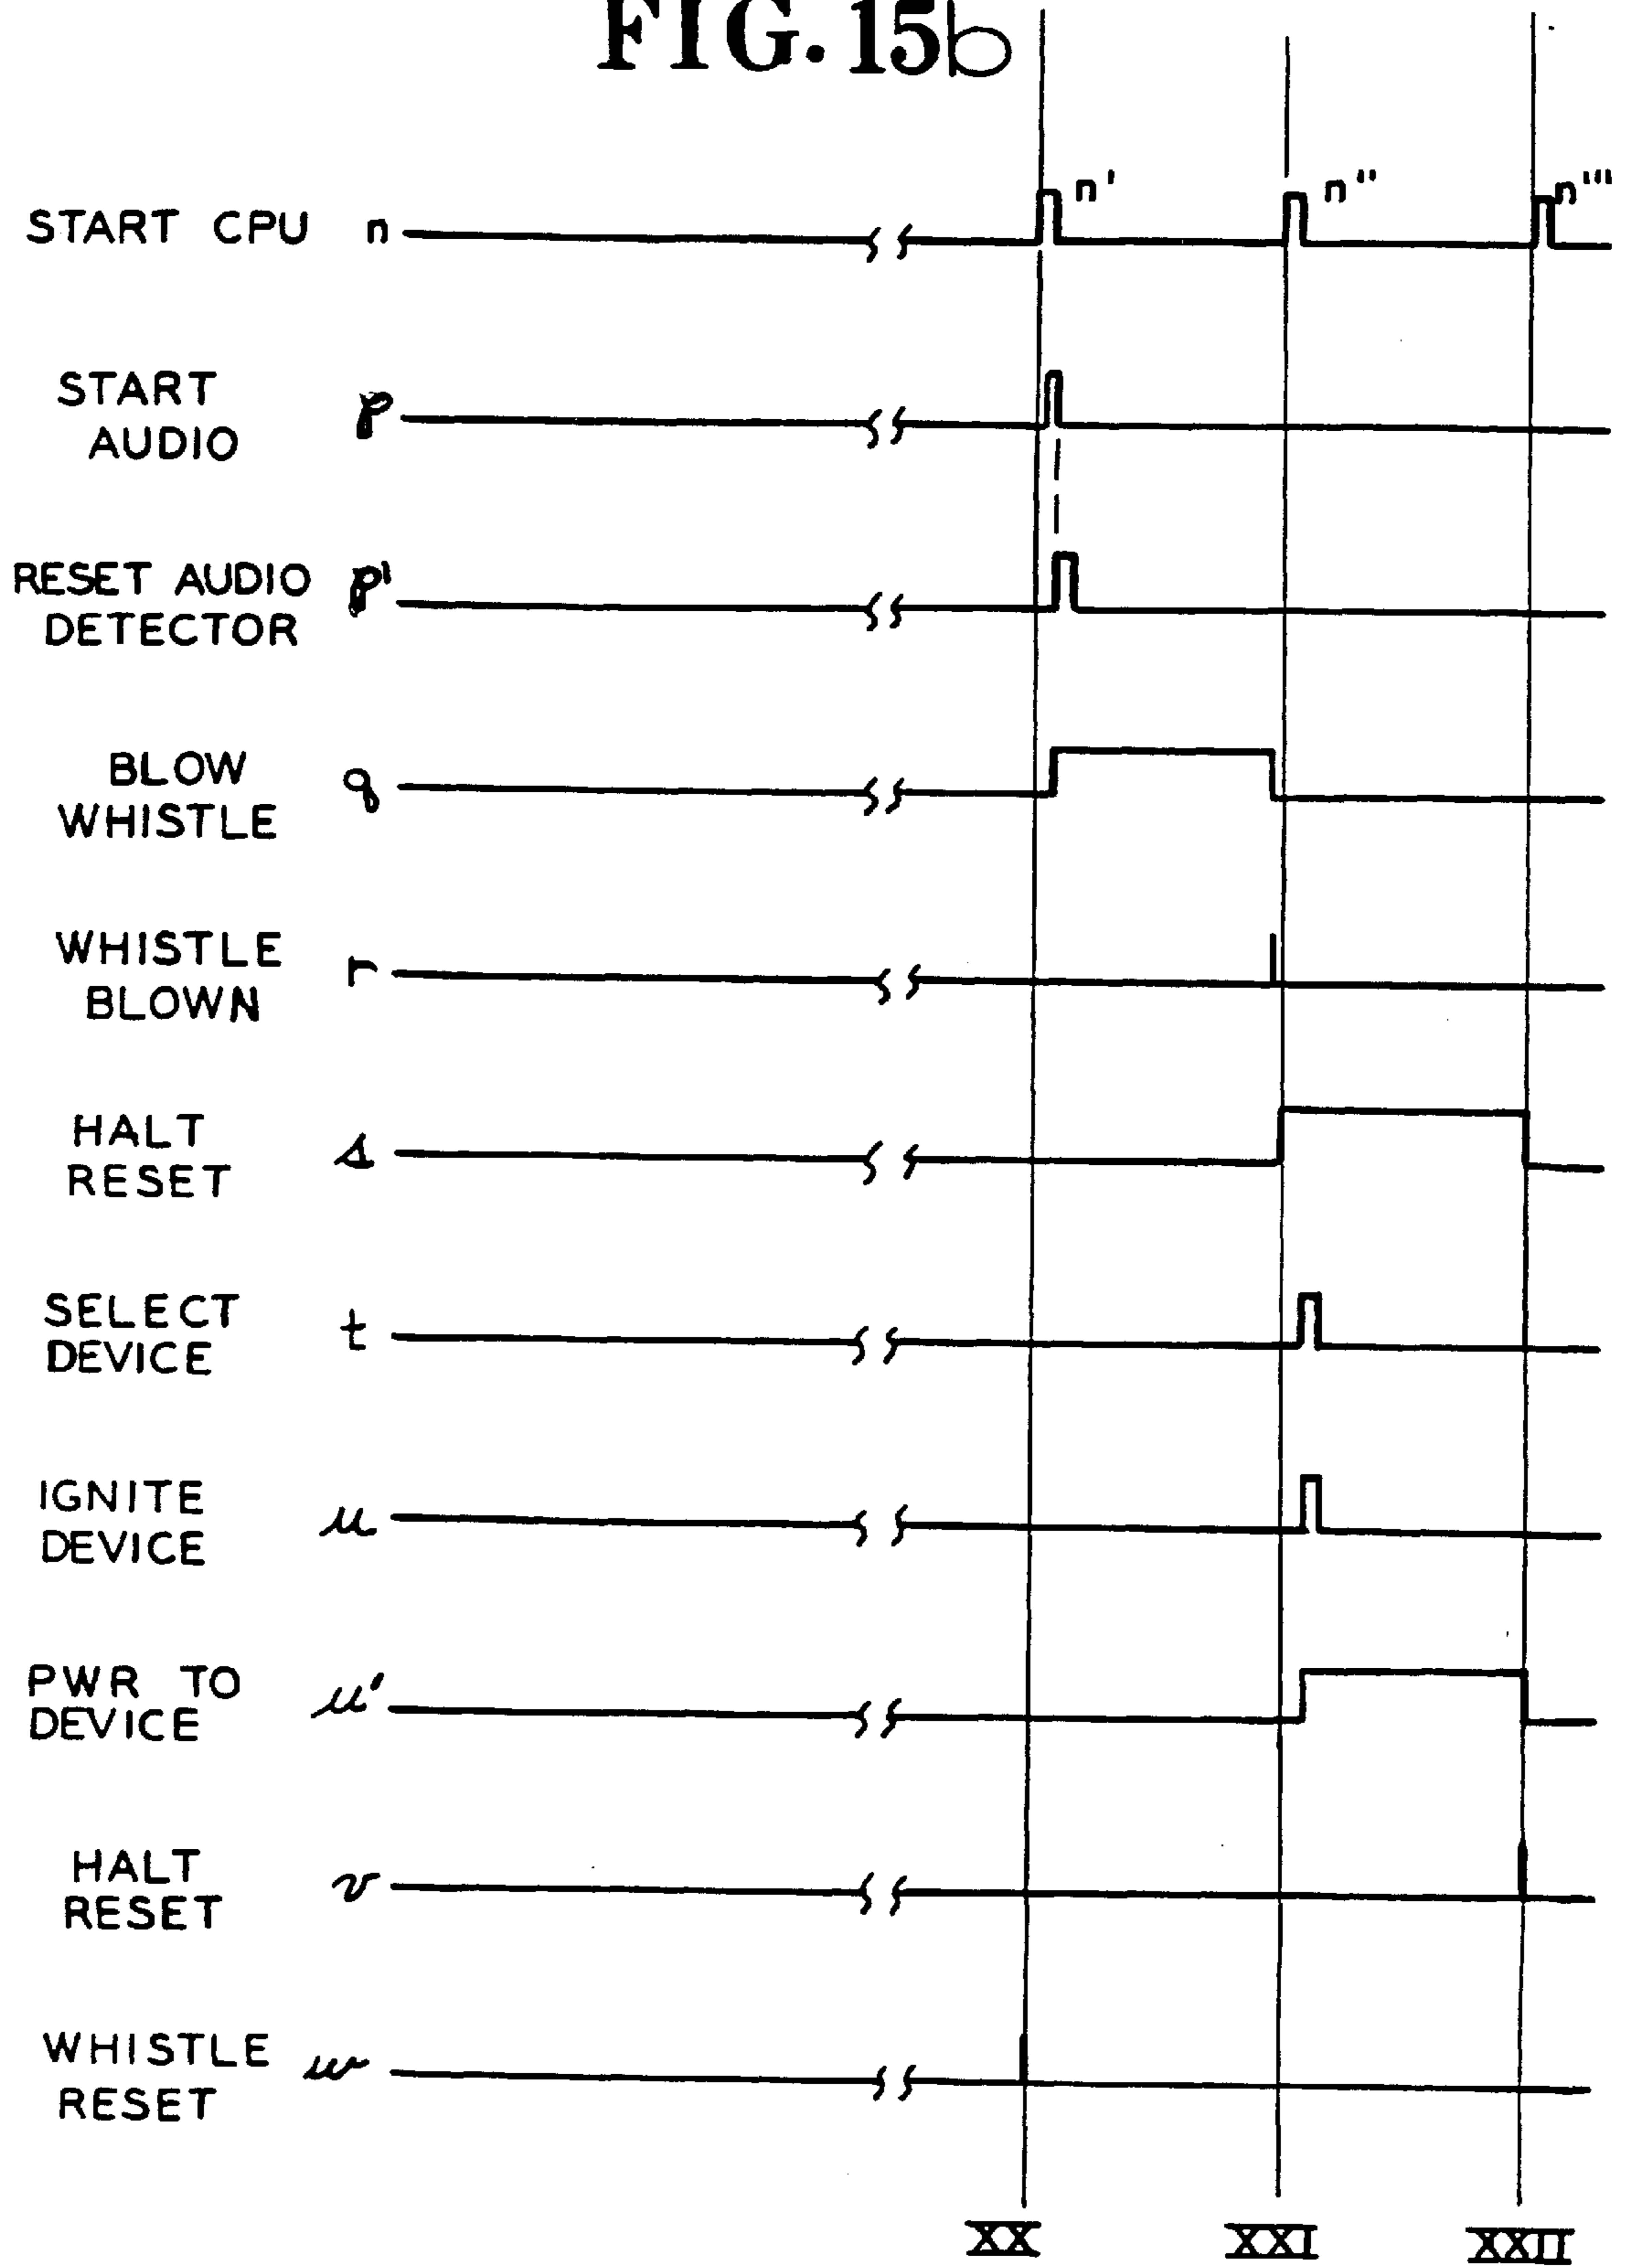 FIG. 15b
n' n" n'''
START CPU n
START
AUDIO p
RESET AUDIO p'
DETECTOR
BLOW
WHISTLE q
WHISTLE
BLOWN r
HALT
RESET s
SELECT
DEVICE t
IGNITE
DEVICE u
PWR TO
DEVICE u'
HALT
RESET v
WHISTLE w
RESET
XX XXI XXII